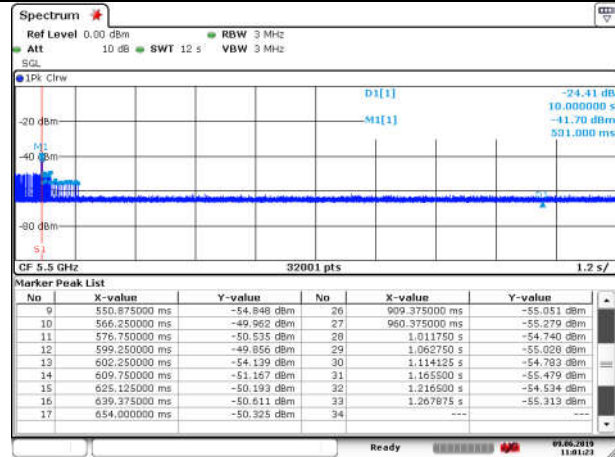 Spectrum
Ref Level 0.00 dBm RBW 3 MHz
Att 10 dB SWT 12 s VBW 3 MHz
SGL
1Pk Clrw
D1[1] -24.41 dB
10.000000 s
M1[1] -41.70 dBm
531.000 ms
-20 dBm
M1
-40 dBm
D1
-80 dBm
S1
CF 5.5 GHz 32001 pts 1.2 s/
Marker Peak List
No X-value Y-value No X-value Y-value
9 550.875000 ms -54.848 dBm 26 909.375000 ms -55.051 dBm
10 566.250000 ms -49.962 dBm 27 960.375000 ms -55.279 dBm
11 576.750000 ms -50.535 dBm 28 1.011750 s -54.740 dBm
12 599.250000 ms -49.856 dBm 29 1.062750 s -55.028 dBm
13 602.250000 ms -54.139 dBm 30 1.114125 s -54.783 dBm
14 609.750000 ms -51.167 dBm 31 1.165500 s -55.479 dBm
15 625.125000 ms -50.193 dBm 32 1.216500 s -54.534 dBm
16 639.375000 ms -50.611 dBm 33 1.267875 s -55.313 dBm
17 654.000000 ms -50.325 dBm 34 --- ---
Ready 09.06.2019
11:01:23